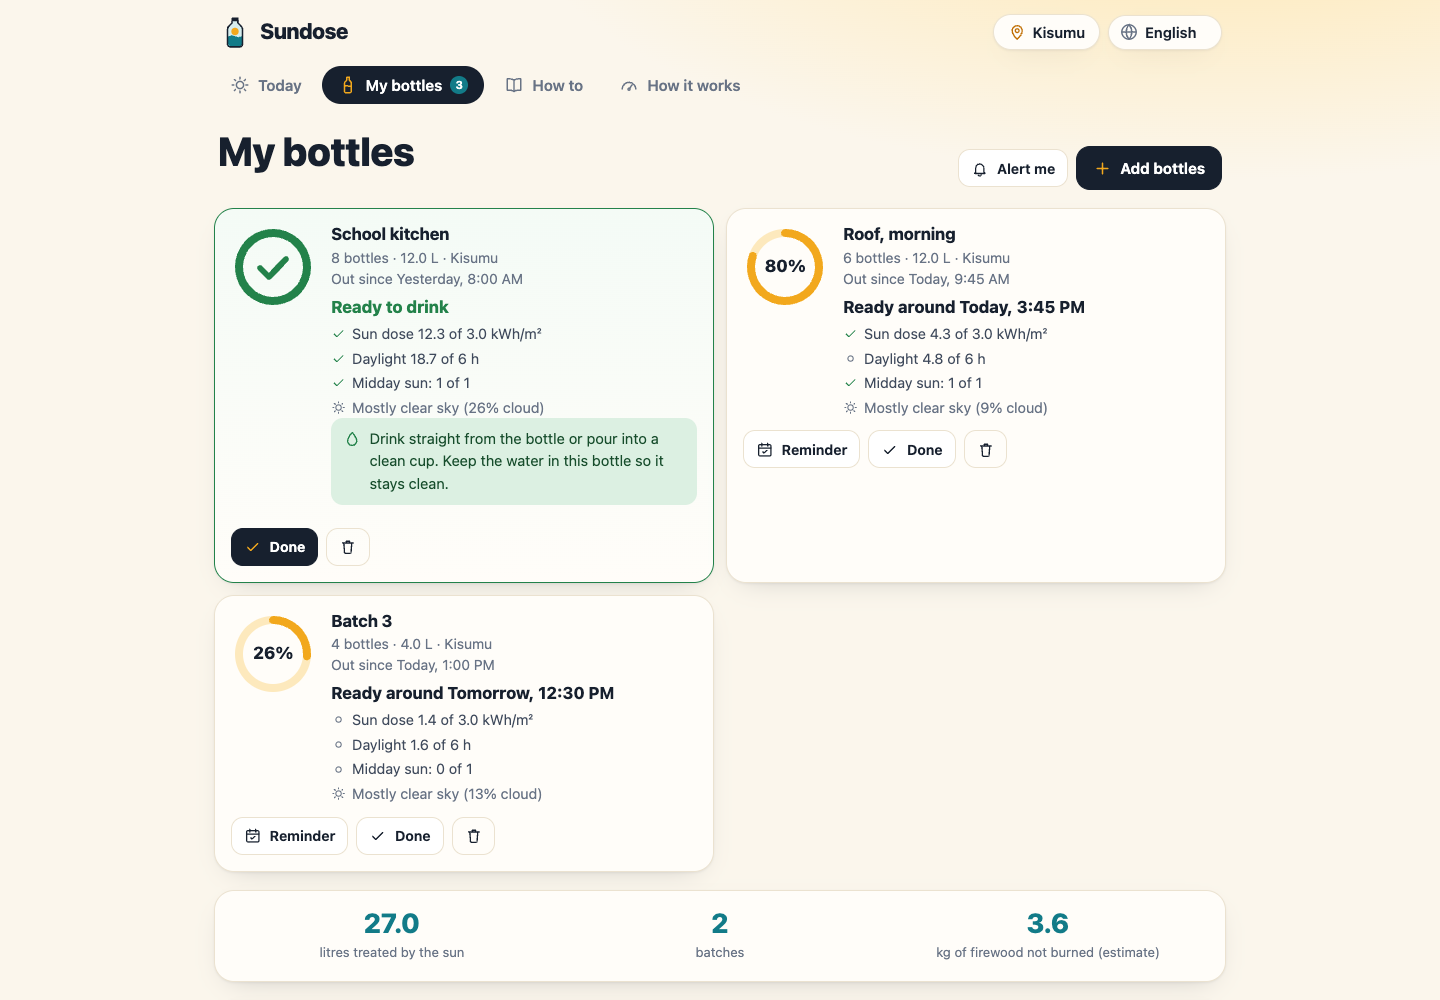 Sundose
Kisumu
English
Today
My bottles 3
How to
How it works
My bottles
Alert me
Add bottles
School kitchen
8 bottles · 12.0 L · Kisumu
Out since Yesterday, 8:00 AM
Ready to drink
Sun dose 12.3 of 3.0 kWh/m²
Daylight 18.7 of 6 h
Midday sun: 1 of 1
Mostly clear sky (26% cloud)
Drink straight from the bottle or pour into a
clean cup. Keep the water in this bottle so it
stays clean.
Done
80%
Roof, morning
6 bottles · 12.0 L · Kisumu
Out since Today, 9:45 AM
Ready around Today, 3:45 PM
Sun dose 4.3 of 3.0 kWh/m²
Daylight 4.8 of 6 h
Midday sun: 1 of 1
Mostly clear sky (9% cloud)
Reminder
Done
26%
Batch 3
4 bottles · 4.0 L · Kisumu
Out since Today, 1:00 PM
Ready around Tomorrow, 12:30 PM
Sun dose 1.4 of 3.0 kWh/m²
Daylight 1.6 of 6 h
Midday sun: 0 of 1
Mostly clear sky (13% cloud)
Reminder
Done
27.0
litres treated by the sun
2
batches
3.6
kg of firewood not burned (estimate)